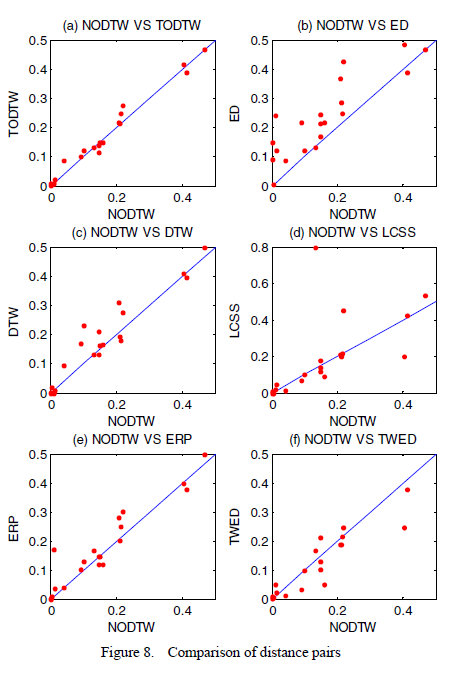 (a) NODTW VS TODTW (b) NODTW VS ED
0.5 0.5
0.4 0.4
0.3 0.3
TODTW ED
0.2 0.2
0.1 0.1
0 0
0 0.2 0.4 0 0.2 0.4
NODTW NODTW
(c) NODTW VS DTW (d) NODTW VS LCSS
0.5 0.8
0.4 0.6
0.3
DTW LCSS
0.4
0.2
0.1 0.2
0 0
0 0.2 0.4 0 0.2 0.4
NODTW NODTW
(e) NODTW VS ERP (f) NODTW VS TWED
0.5 0.5
0.4 0.4
0.3 0.3
ERP TWED
0.2 0.2
0.1 0.1
0 0
0 0.2 0.4 0 0.2 0.4
NODTW NODTW
Figure 8. Comparison of distance pairs